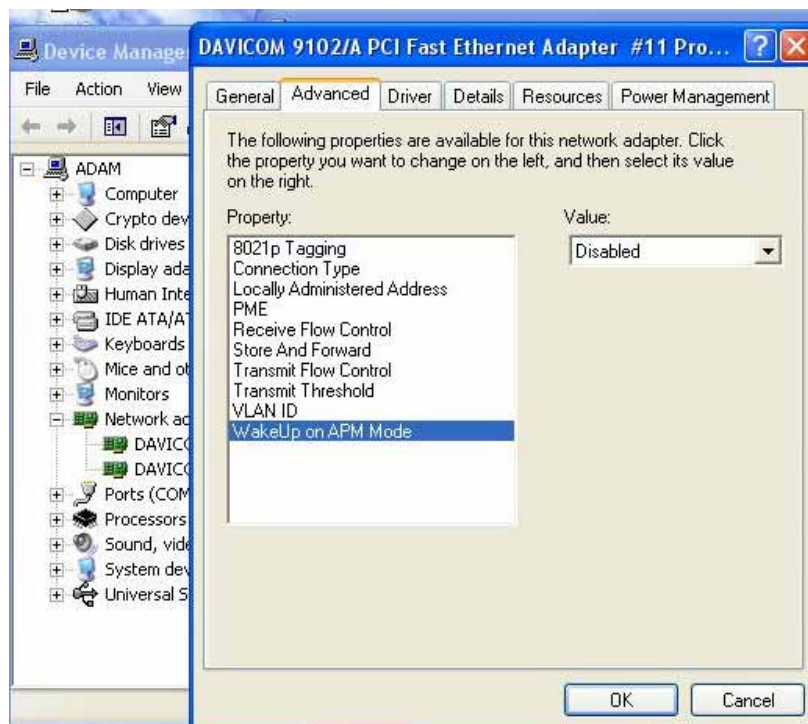 Device Manage
File Action View
ADAM
Computer
Crypto dev
Disk drives
Display ada
Human Inte
IDE ATA/AT
Keyboards
Mice and ot
Monitors
Network ad
DAVICO
DAVICO
Ports (COM
Processors
Sound, vide
System dev
Universal S
DAVICOM 9102/A PCI Fast Ethernet Adapter #11 Pro...
General Advanced Driver Details Resources Power Management
The following properties are available for this network adapter. Click
the property you want to change on the left, and then select its value
on the right.
Property: Value:
8021p Tagging
Connection Type
Locally Administered Address
PME
Receive Flow Control
Store And Forward
Transmit Flow Control
Transmit Threshold
VLAN ID
WakeUp on APM Mode
Disabled
OK Cancel